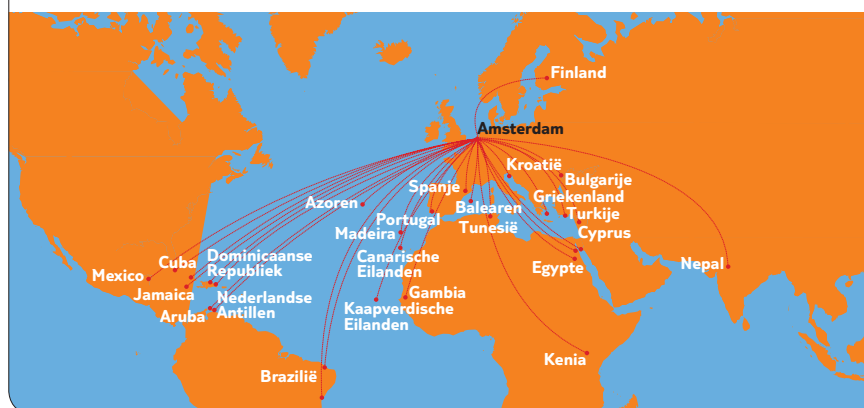 Finland
Amsterdam
Kroatië
Bulgarije
Spanje
Griekenland
Azoren
Balearen
Portugal
Turkije
Tunesië
Madeira
Cyprus
Cuba
Dominicaanse
Republiek
Canarische
Eilanden
Egypte
Nepal
Mexico
Jamaica
Nederlandse
Antillen
Gambia
Aruba
Kaapverdische
Eilanden
Kenia
Brazilië